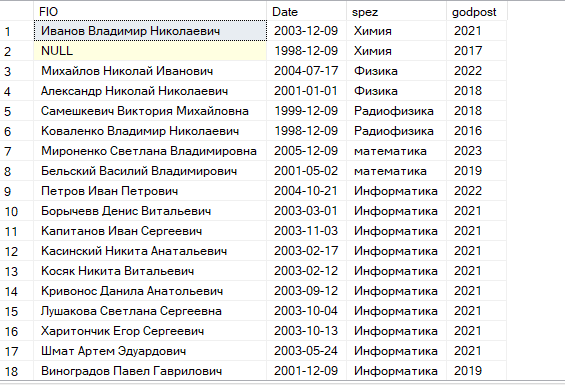 FIO Date spez godpost
1 Иванов Владимир Николаевич 2003-12-09 Химия 2021
2 NULL 1998-12-09 Химия 2017
3 Михайлов Николай Иванович 2004-07-17 Физика 2022
4 Александр Николай Николаевич 2001-01-01 Физика 2018
5 Самешкевич Виктория Михайловна 1999-12-09 Радиофизика 2018
6 Коваленко Владимир Николаевич 1998-12-09 Радиофизика 2016
7 Мироненко Светлана Владимировна 2005-12-09 математика 2023
8 Бельский Василий Владимирович 2001-05-02 математика 2019
9 Петров Иван Петрович 2004-10-21 Информатика 2022
10 Борычевв Денис Витальевич 2003-03-01 Информатика 2021
11 Капитанов Иван Сергеевич 2003-11-03 Информатика 2021
12 Касинский Никита Анатальевич 2003-02-17 Информатика 2021
13 Косяк Никита Витальевич 2003-02-12 Информатика 2021
14 Кривонос Данила Анатольевич 2003-09-12 Информатика 2021
15 Лушакова Светлана Сергеевна 2003-10-04 Информатика 2021
16 Харитончик Егор Сергеевич 2003-10-13 Информатика 2021
17 Шмат Артем Эдуардович 2003-05-24 Информатика 2021
18 Виноградов Павел Гаврилович 2001-12-09 Информатика 2019